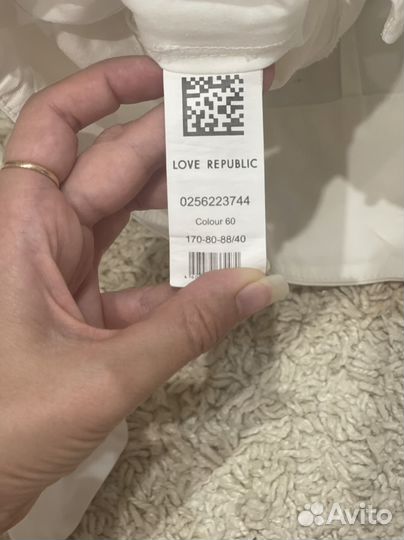 LOVE REPUBLIC
0256223744
Colour 60
170-80-88/40
Avito